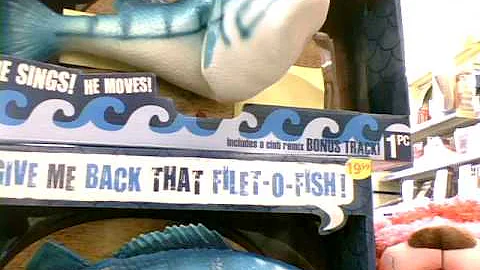 E SINGS! HE MOVES!
Includes a club remix BONUS TRACK!
1 PC
GIVE ME BACK THAT FILET-O-FISH!
19.99